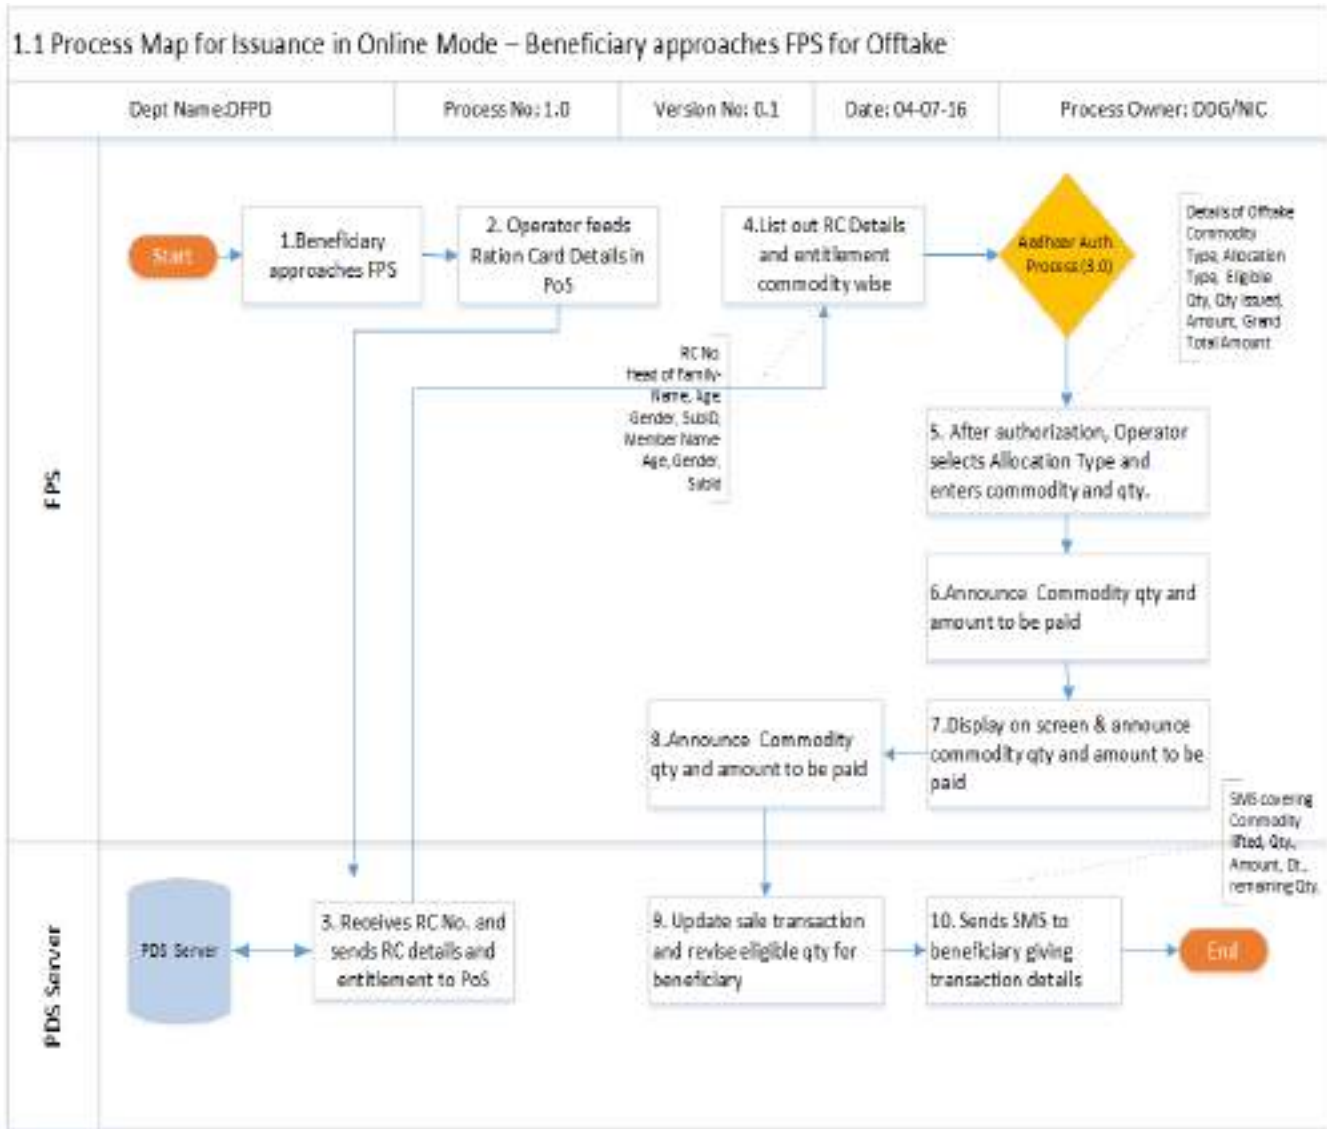 1.1 Process Map for Issuance in Online Mode – Beneficiary approaches FPS for Offtake
Dept Name:DFPD
Process No: 1.0
Version No: 0.1
Date: 04-07-16
Process Owner: DDG/NIC
FPS
Start
1.Beneficiary
approaches FPS
2. Operator feeds
Ration Card Details in
PoS
4.List out RC Details
and entitlement
commodity wise
Aadhaar Auth.
Process(3.0)
Details of Offtake
Commodity
Type, Allocation
Type, Eligible
Qty, Qty Issued,
Amount, Grand
Total Amount
RC No
Head of Family-
Name, Age
Gender, SubID,
Member Name
Age, Gender,
SubId
5. After authorization, Operator
selects Allocation Type and
enters commodity and qty.
6.Announce Commodity qty and
amount to be paid
7.Display on screen & announce
commodity qty and amount to be
paid
8.Announce Commodity
qty and amount to be paid
SMS covering
Commodity
lifted, Qty.,
Amount, Dt.,
remaining Qty.
PDS Server
PDS Server
3. Receives RC No. and
sends RC details and
entitlement to PoS
9. Update sale transaction
and revise eligible qty for
beneficiary
10. Sends SMS to
beneficiary giving
transaction details
End